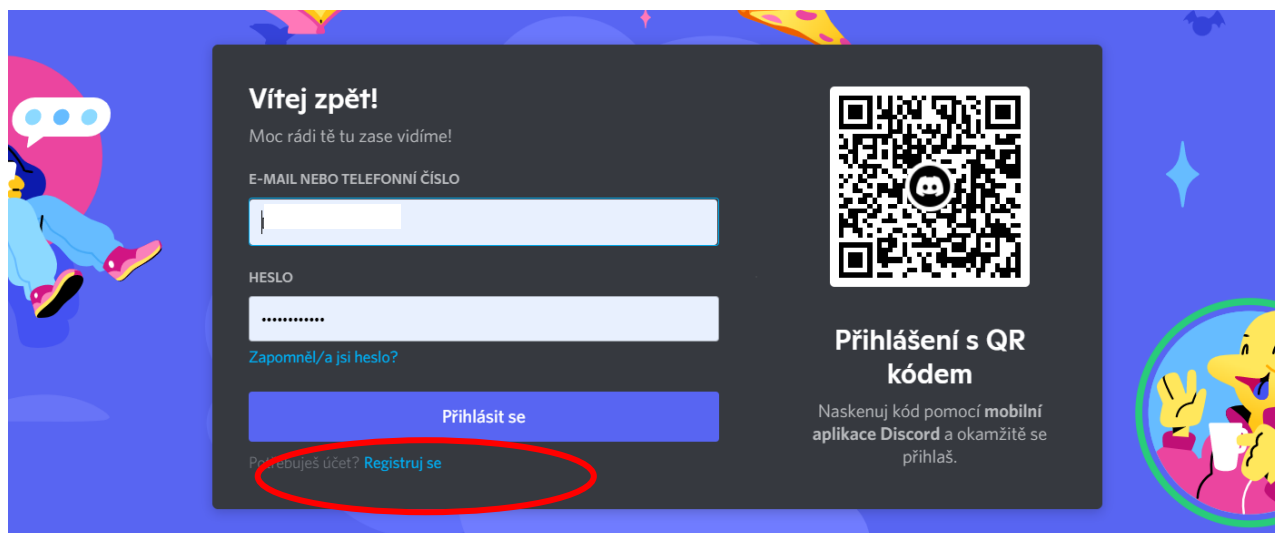 Vítej zpět!
Moc rádi tě tu zase vidíme!
E-MAIL NEBO TELEFONNÍ ČÍSLO
HESLO
Zapomněl/a jsi heslo?
Přihlásit se
Potřebuješ účet? Registruj se
Přihlášení s QR
kódem
Naskenuj kód pomocí mobilní
aplikace Discord a okamžitě se
přihlaš.